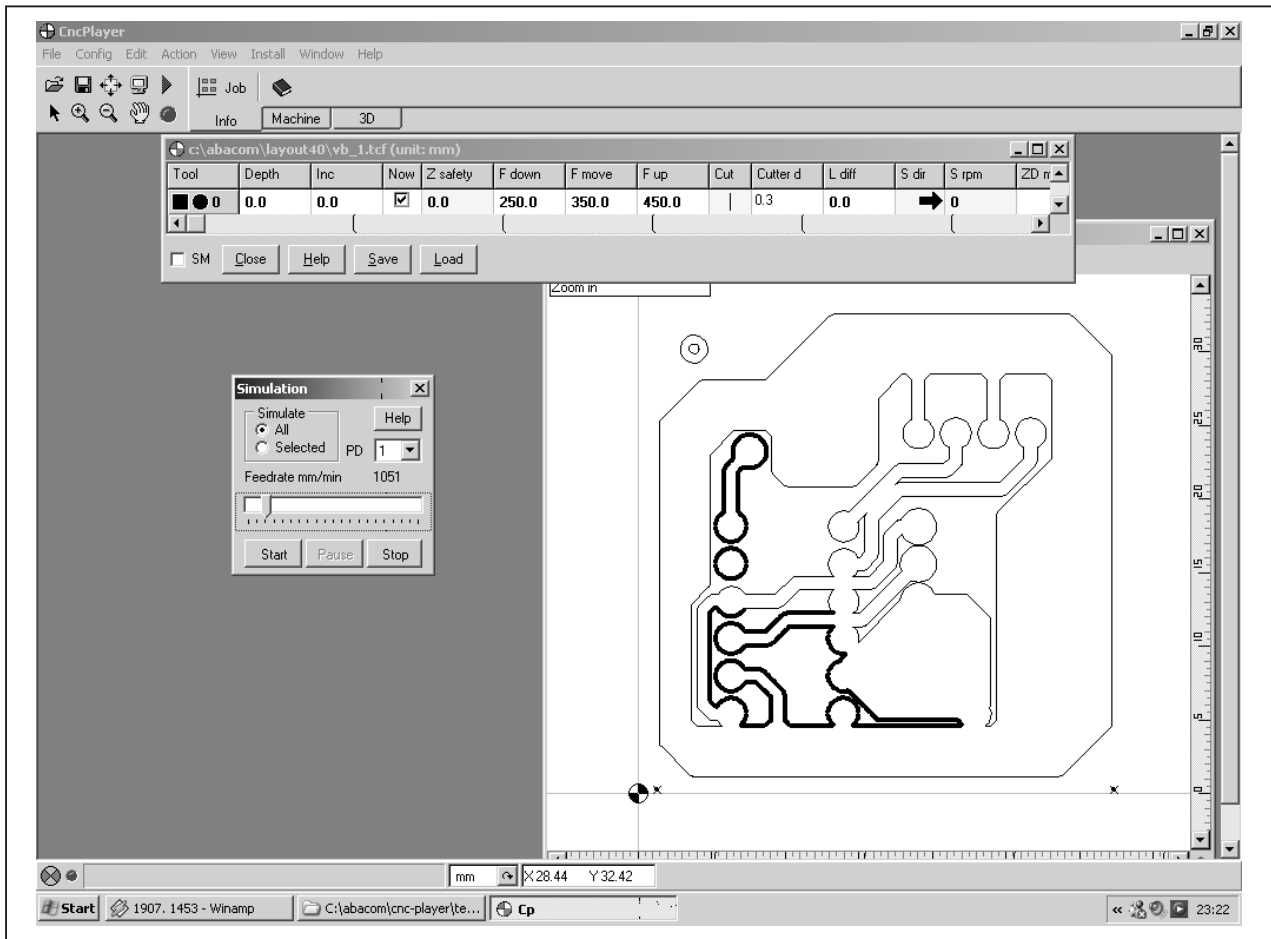 CncPlayer
File Config Edit Action View Install Window Help
Job
Info Machine 3D
c:\abacom\layout40\vb_1.tcf (unit: mm)
Tool Depth Inc Now Z safety F down F move F up Cut Cutter d L diff S dir S rpm ZD
0 0.0 0.0 0.0 250.0 350.0 450.0 0.3 0.0 0
SM Close Help Save Load
Zoom in
Simulation
Simulate
All
Selected
Help
PD 1
Feedrate mm/min 1051
Start Pause Stop
30
25
20
15
10
5
0
mm X 28.44 Y 32.42
Start 1907. 1453 - Winamp C:\abacom\cnc-player\te... Cp « 23:22